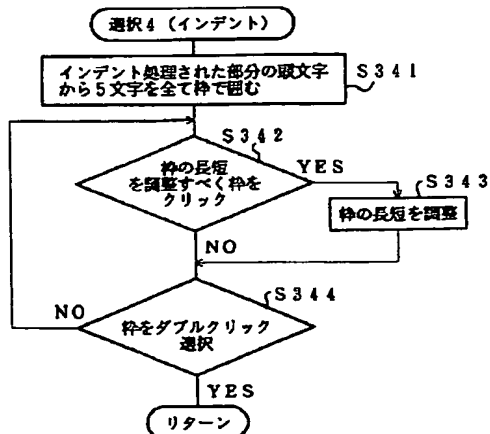 選択4（インデント）
インデント処理された部分の頭文字
から5文字を全て枠で囲む
S341
S342
枠の長短
を調整すべく枠を
クリック
YES
S343
枠の長短を調整
NO
S344
NO
枠をダブルクリック
選択
YES
リターン